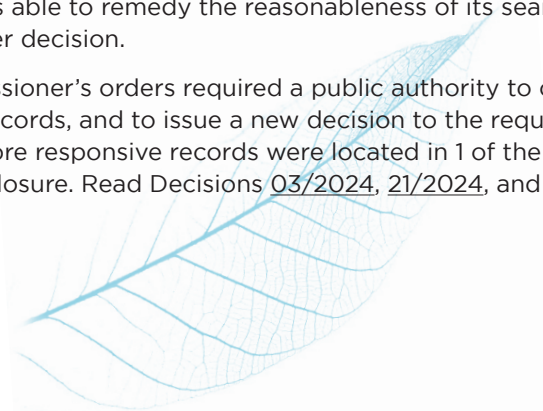 s able to remedy the reasonableness of its sea
er decision.
ssioner’s orders required a public authority to
cords, and to issue a new decision to the requ
ore responsive records were located in 1 of the
losure. Read Decisions 03/2024, 21/2024, and